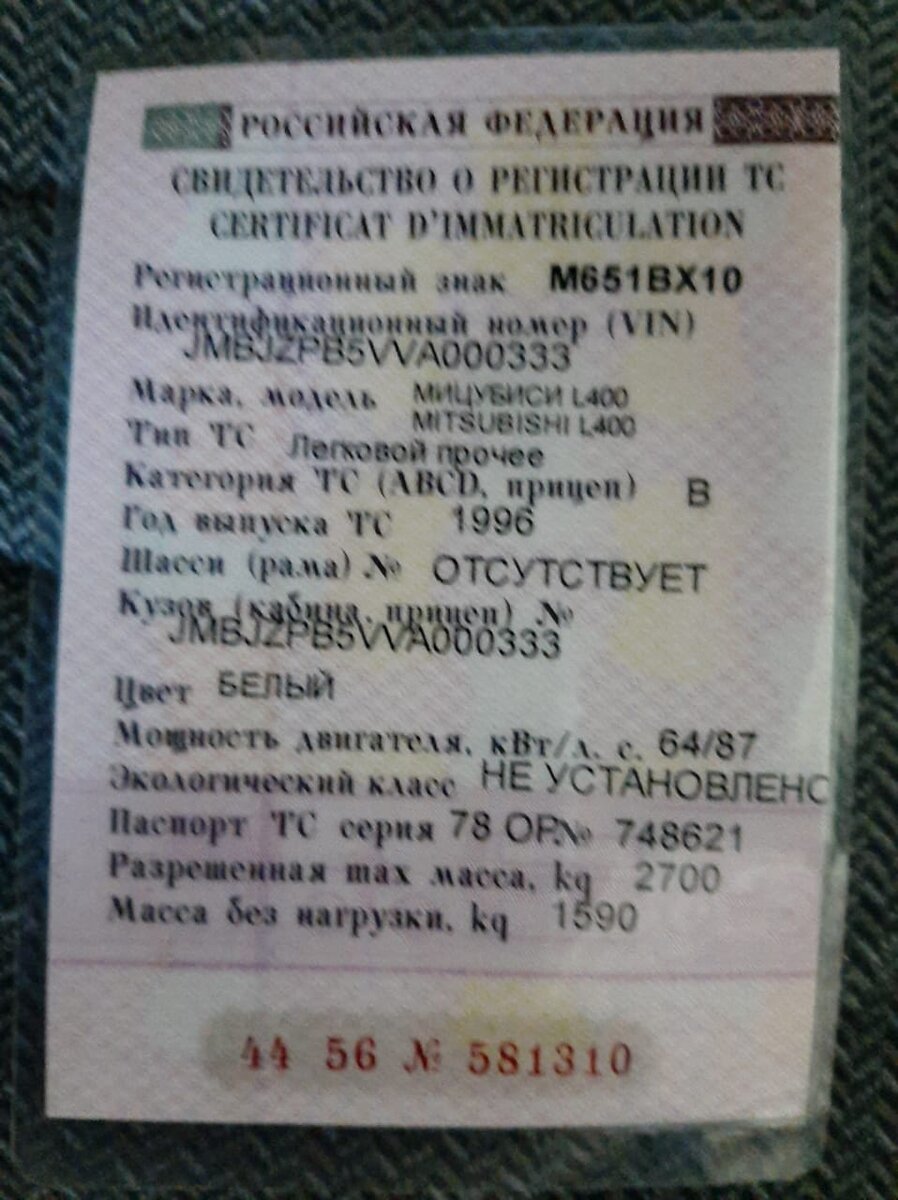 РОССИЙСКАЯ ФЕДЕРАЦИЯ
СВИДЕТЕЛЬСТВО О РЕГИСТРАЦИИ ТС
CERTIFICAT D'IMMATRICULATION
Регистрационный знак М651ВХ10
Идентификационный номер (VIN)
JMBJZPB5VVA000333
Марка, модель МИЦУБИСИ L400
MITSUBISHI L400
Тип ТС Легковой прочее
Категория ТС (ABCD, прицеп) B
Год выпуска ТС 1996
Шасси (рама) № ОТСУТСТВУЕТ
Кузов (кабина, прицеп) №
JMBJZPB5VVA000333
Цвет БЕЛЫЙ
Мощность двигателя, кВт/л. с. 64/87
Экологический класс НЕ УСТАНОВЛЕНО
Паспорт ТС серия 78 ОР № 748621
Разрешенная max масса, kg 2700
Масса без нагрузки, kg 1590
44 56 № 581310